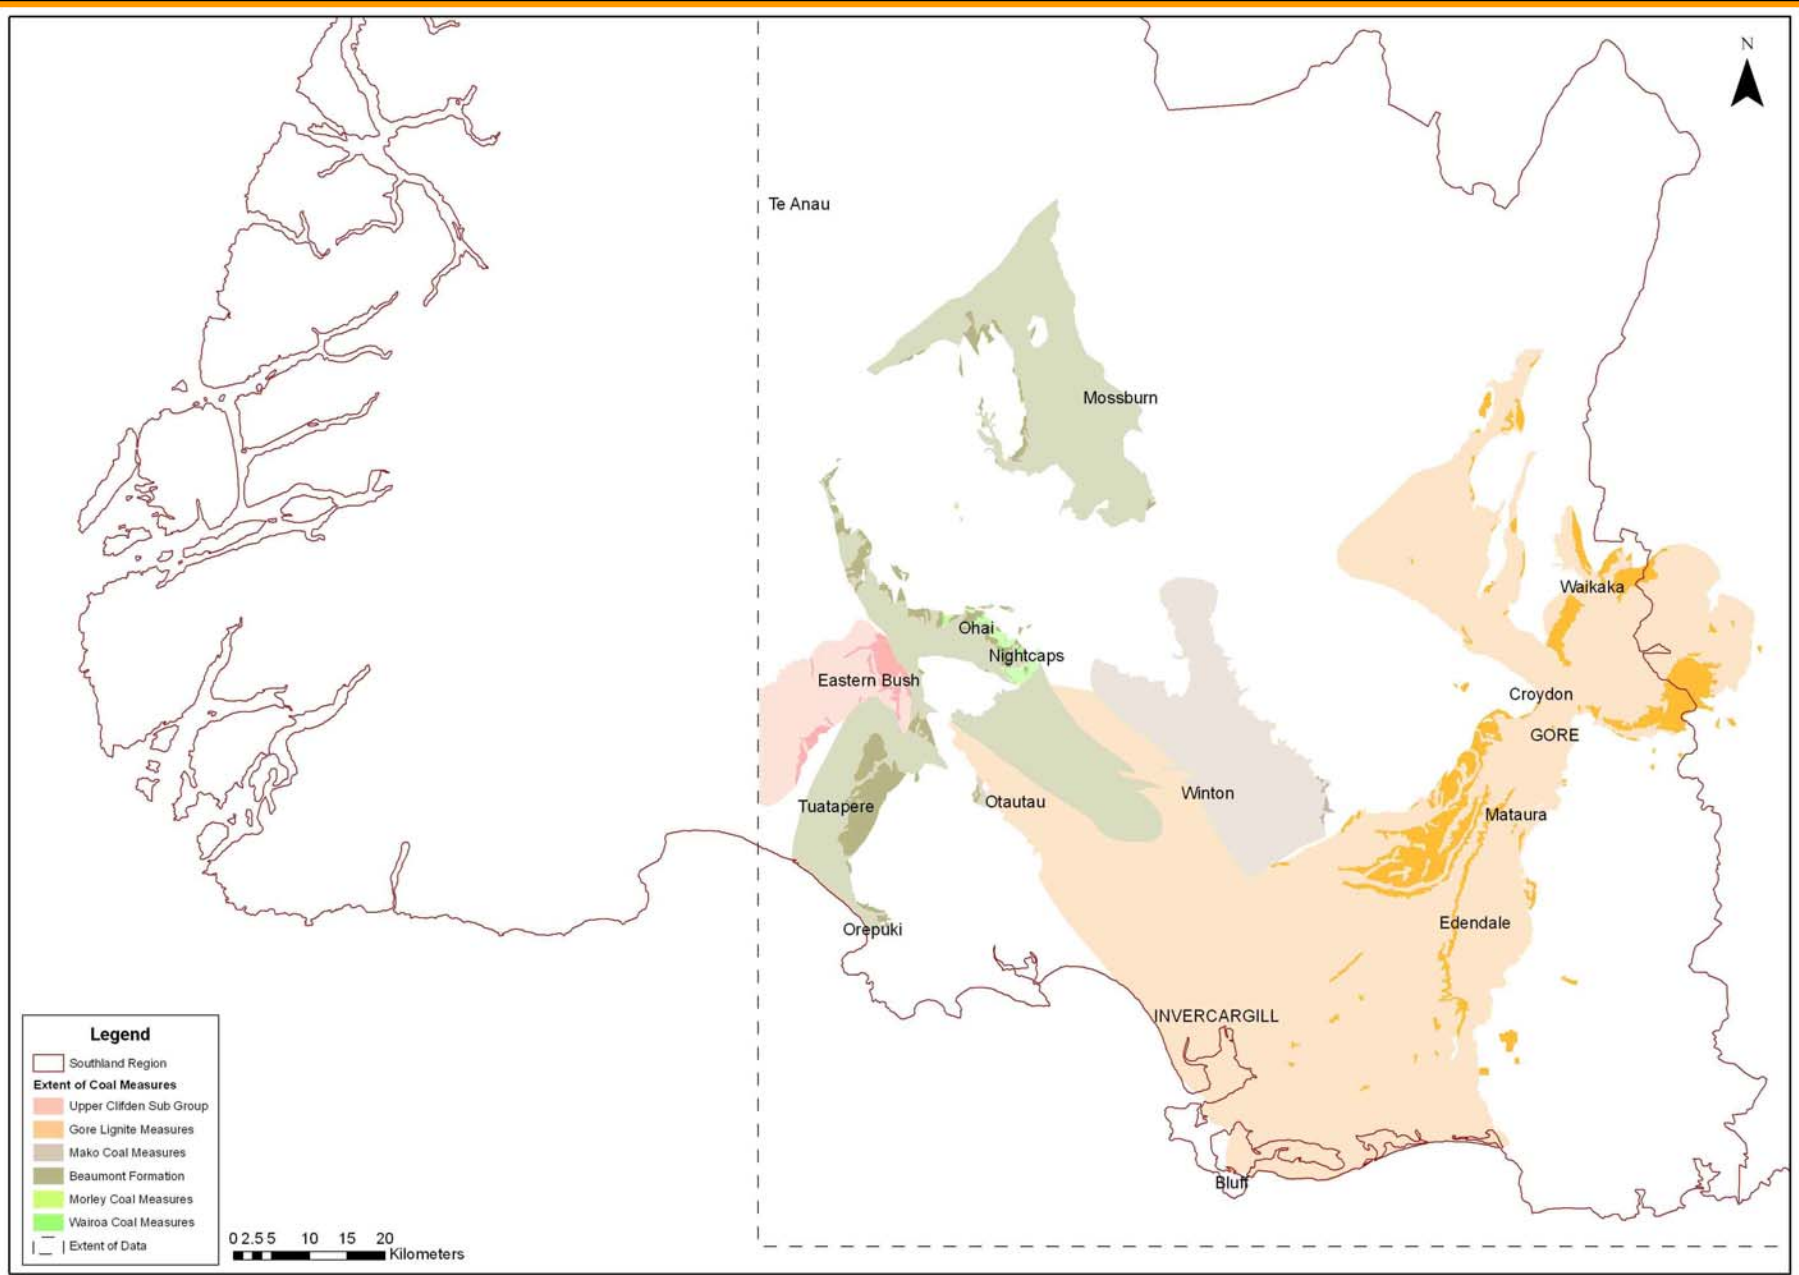 N
Te Anau
Mossburn
Waikaka
Ohai
Nightcaps
Eastern Bush
Croydon
GORE
Winton
Otautau
Tuatapere
Mataura
Edendale
Orepuki
INVERCARGILL
Bluff
Legend
Southland Region
Extent of Coal Measures
Upper Clifden Sub Group
Gore Lignite Measures
Mako Coal Measures
Beaumont Formation
Morley Coal Measures
Wairoa Coal Measures
Extent of Data
0 2.5 5 10 15 20
Kilometers